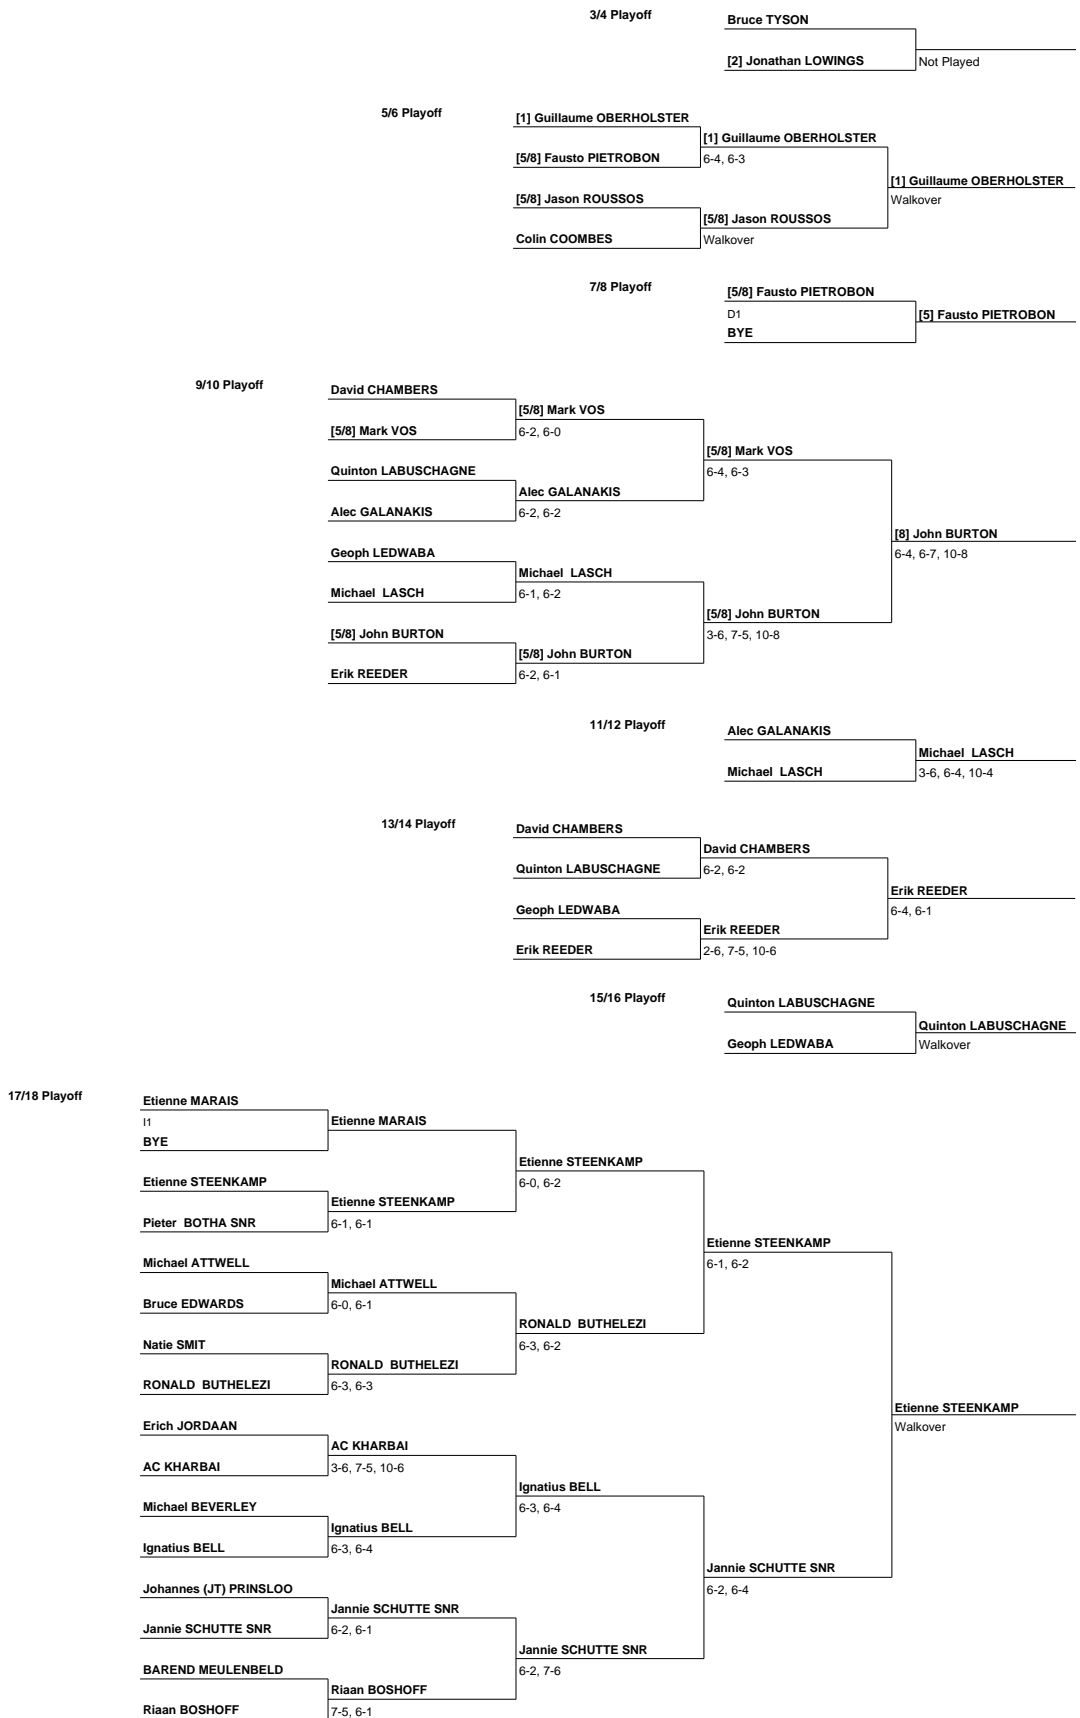 3/4 Playoff
Bruce TYSON
[2] Jonathan LOWINGS
Not Played
5/6 Playoff
[1] Guillaume OBERHOLSTER
[1] Guillaume OBERHOLSTER
[5/8] Fausto PIETROBON
6-4, 6-3
[1] Guillaume OBERHOLSTER
[5/8] Jason ROUSSOS
Walkover
[5/8] Jason ROUSSOS
Colin COOMBES
Walkover
7/8 Playoff
[5/8] Fausto PIETROBON
D1
[5] Fausto PIETROBON
BYE
9/10 Playoff
David CHAMBERS
[5/8] Mark VOS
[5/8] Mark VOS
6-2, 6-0
[5/8] Mark VOS
Quinton LABUSCHAGNE
6-4, 6-3
Alec GALANAKIS
Alec GALANAKIS
6-2, 6-2
[8] John BURTON
Geoph LEDWABA
6-4, 6-7, 10-8
Michael LASCH
Michael LASCH
6-1, 6-2
[5/8] John BURTON
[5/8] John BURTON
3-6, 7-5, 10-8
[5/8] John BURTON
Erik REEDER
6-2, 6-1
11/12 Playoff
Alec GALANAKIS
Michael LASCH
Michael LASCH
3-6, 6-4, 10-4
13/14 Playoff
David CHAMBERS
David CHAMBERS
Quinton LABUSCHAGNE
6-2, 6-2
Erik REEDER
Geoph LEDWABA
6-4, 6-1
Erik REEDER
Erik REEDER
2-6, 7-5, 10-6
15/16 Playoff
Quinton LABUSCHAGNE
Quinton LABUSCHAGNE
Geoph LEDWABA
Walkover
17/18 Playoff
Etienne MARAIS
I1
Etienne MARAIS
BYE
Etienne STEENKAMP
Etienne STEENKAMP
6-0, 6-2
Etienne STEENKAMP
Pieter BOTHA SNR
6-1, 6-1
Etienne STEENKAMP
Michael ATTWELL
6-1, 6-2
Michael ATTWELL
Bruce EDWARDS
6-0, 6-1
RONALD BUTHELEZI
Natie SMIT
6-3, 6-2
RONALD BUTHELEZI
RONALD BUTHELEZI
6-3, 6-3
Etienne STEENKAMP
Erich JORDAAN
Walkover
AC KHARBAI
AC KHARBAI
3-6, 7-5, 10-6
Ignatius BELL
Michael BEVERLEY
6-3, 6-4
Ignatius BELL
Ignatius BELL
6-3, 6-4
Jannie SCHUTTE SNR
Johannes (JT) PRINSLOO
6-2, 6-4
Jannie SCHUTTE SNR
Jannie SCHUTTE SNR
6-2, 6-1
Jannie SCHUTTE SNR
BAREND MEULENBELD
6-2, 7-6
Riaan BOSHOFF
Riaan BOSHOFF
7-5, 6-1